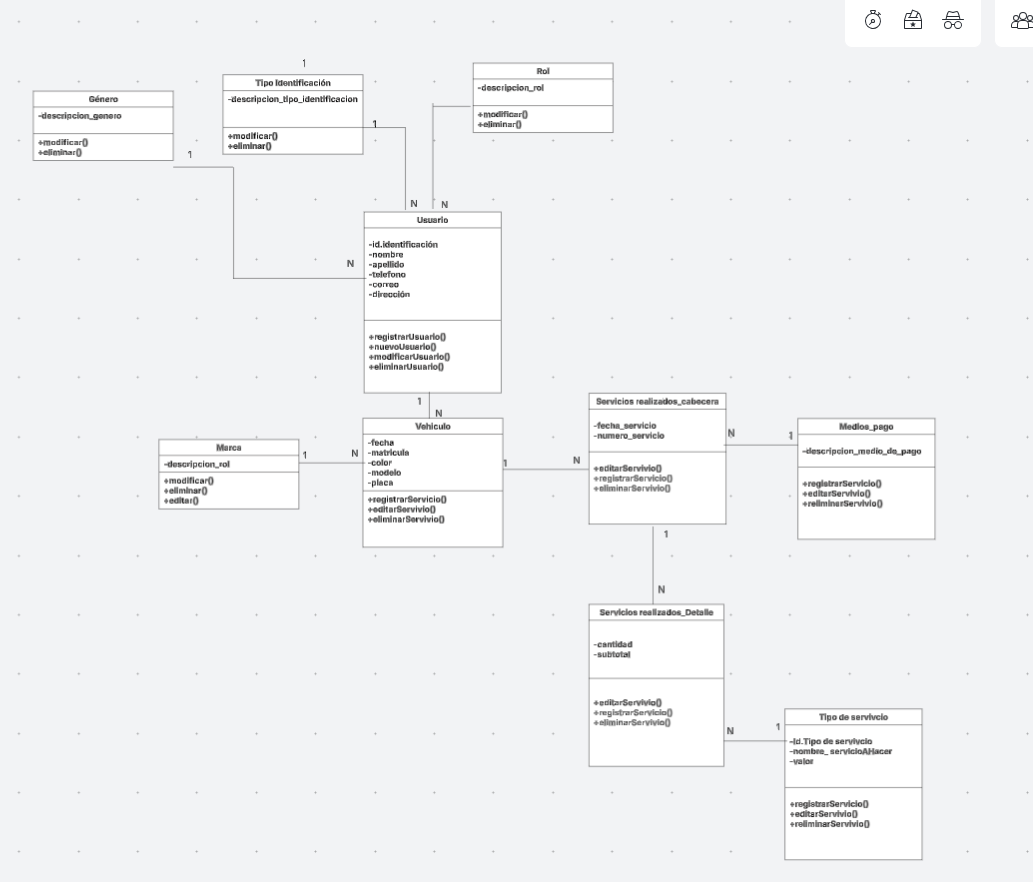 1
Tipo Identificación
-descripcion_tipo_identificacion
+modificar()
+eliminar()
1
Rol
-descripcion_rol
+modificar()
+eliminar()
Género
-descripcion_genero
+modificar()
+eliminar()
1
N
N
N
Usuario
-id.identificación
-nombre
-apellido
-telefono
-correo
-dirección
+registrarUsuario()
+nuevoUsuario()
+modificarUsuario()
+eliminarUsuario()
1
N
Marca
-descripcion_rol
+modificar()
+eliminar()
+editar()
1
N
Vehiculo
-fecha
-matricula
-color
-modelo
-placa
+registrarServicio()
+editarServivio()
+eliminarServivio()
1
N
Servicios realizados_cabecera
-fecha_servicio
-numero_servicio
+editarServivio()
+registrarServicio()
+eliminarServivio()
N
1
Medios_pago
-descripcion_medio_de_pago
+registrarServicio()
+editarServivio()
+reliminarServivio()
1
N
Servicios realizados_Detalle
-cantidad
-subtotal
+editarServivio()
+registrarServicio()
+eliminarServivio()
N
1
Tipo de servivcio
-id.Tipo de servivcio
-nombre_ servicioAHacer
-valor
+registrarServicio()
+editarServivio()
+reliminarServivio()